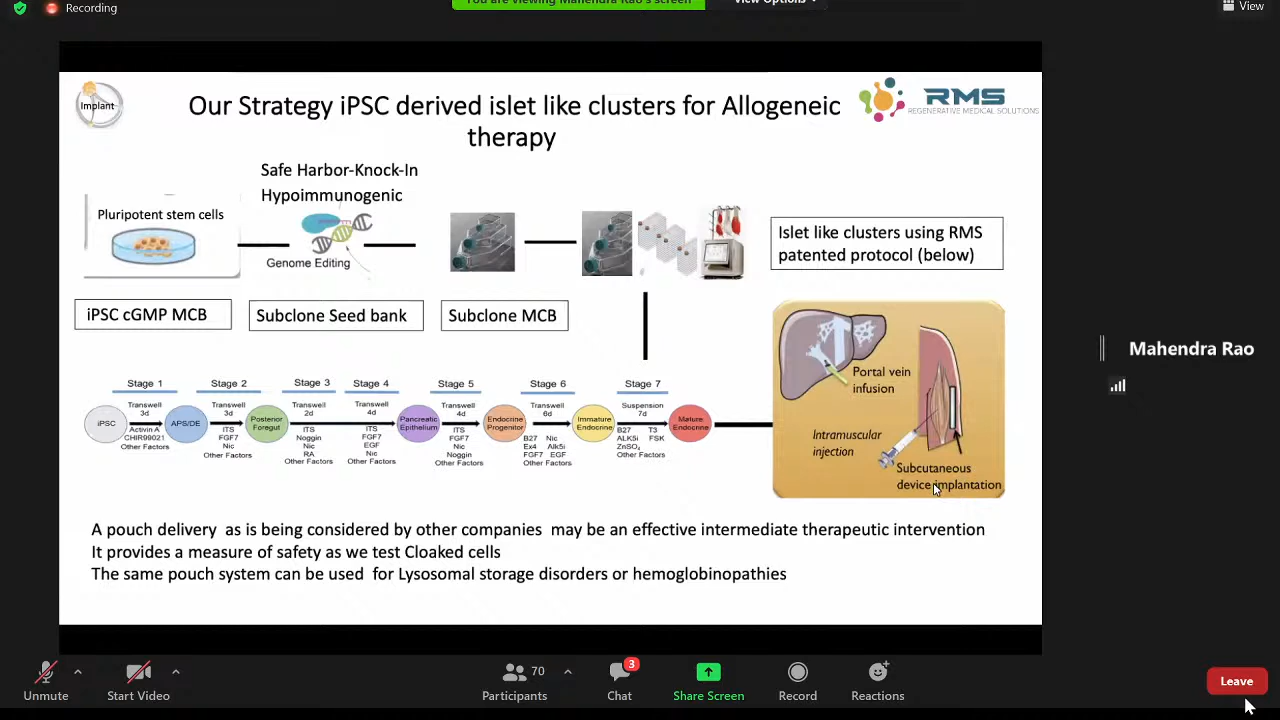 Recording
You are viewing Mahendra Rao's screen
View Options
View
Implant
Our Strategy iPSC derived islet like clusters for Allogeneic
therapy
RMS
REGENERATIVE MEDICAL SOLUTIONS
Safe Harbor-Knock-In
Hypoimmunogenic
Pluripotent stem cells
Genome Editing
Islet like clusters using RMS
patented protocol (below)
iPSC cGMP MCB
Subclone Seed bank
Subclone MCB
Stage 1
Stage 2
Stage 3
Stage 4
Stage 5
Stage 6
Stage 7
iPSC
Transwell
3d
Activin A
CHIR99021
Other Factors
APS/DE
Transwell
3d
ITS
FGF7
Nic
Other Factors
Posterior
Foregut
Transwell
2d
ITS
Noggin
Nic
RA
Other Factors
Transwell
4d
ITS
FGF7
EGF
Nic
Other Factors
Pancreatic
Epithelium
Transwell
4d
ITS
FGF7
Nic
Noggin
Other Factors
Endocrine
Progenitor
Transwell
6d
B27 Nic
Ex4 Alk5i
FGF7 EGF
Other Factors
Immature
Endocrine
Suspension
7d
B27 T3
ALK5i FSK
ZnSO₄
Other Factors
Mature
Endocrine
Portal vein
infusion
Intramuscular
injection
Subcutaneous
device implantation
A pouch delivery as is being considered by other companies may be an effective intermediate therapeutic intervention
It provides a measure of safety as we test Cloaked cells
The same pouch system can be used for Lysosomal storage disorders or hemoglobinopathies
Mahendra Rao
Unmute
Start Video
70
Participants
3
Chat
Share Screen
Record
Reactions
Leave